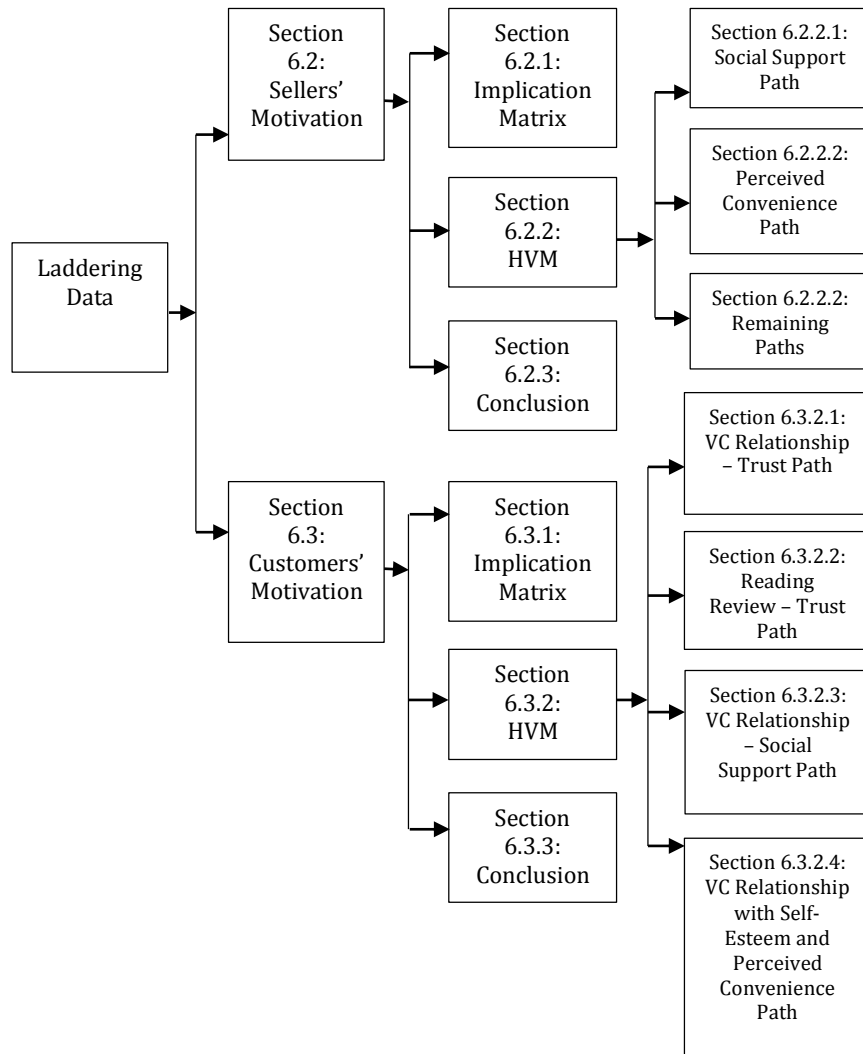 Laddering
Data
Section
6.2:
Sellers’
Motivation
Section
6.2.1:
Implication
Matrix
Section
6.2.2:
HVM
Section 6.2.2.1:
Social Support
Path
Section 6.2.2.2:
Perceived
Convenience
Path
Section 6.2.2.2:
Remaining
Paths
Section
6.2.3:
Conclusion
Section
6.3:
Customers’
Motivation
Section
6.3.1:
Implication
Matrix
Section
6.3.2:
HVM
Section 6.3.2.1:
VC Relationship
– Trust Path
Section 6.3.2.2:
Reading
Review – Trust
Path
Section 6.3.2.3:
VC Relationship
– Social
Support Path
Section 6.3.2.4:
VC Relationship
with Self-
Esteem and
Perceived
Convenience
Path
Section
6.3.3:
Conclusion